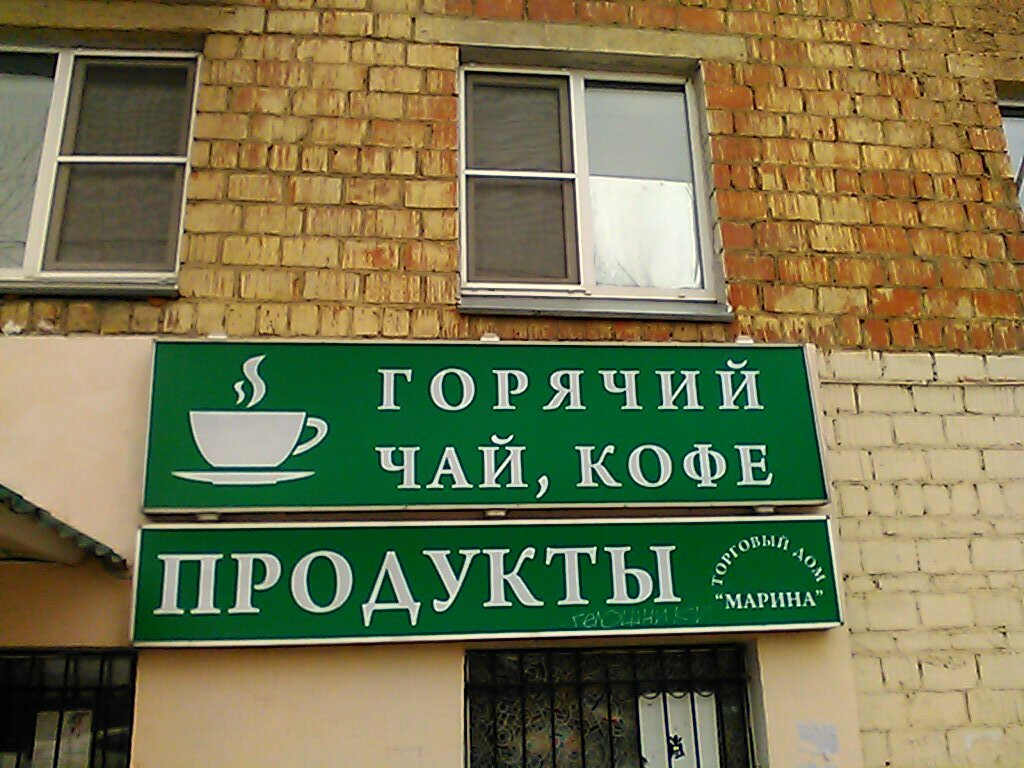 ГОРЯЧИЙ
ЧАЙ, КОФЕ
ПРОДУКТЫ
ТОРГОВЫЙ ДОМ
"МАРИНА"